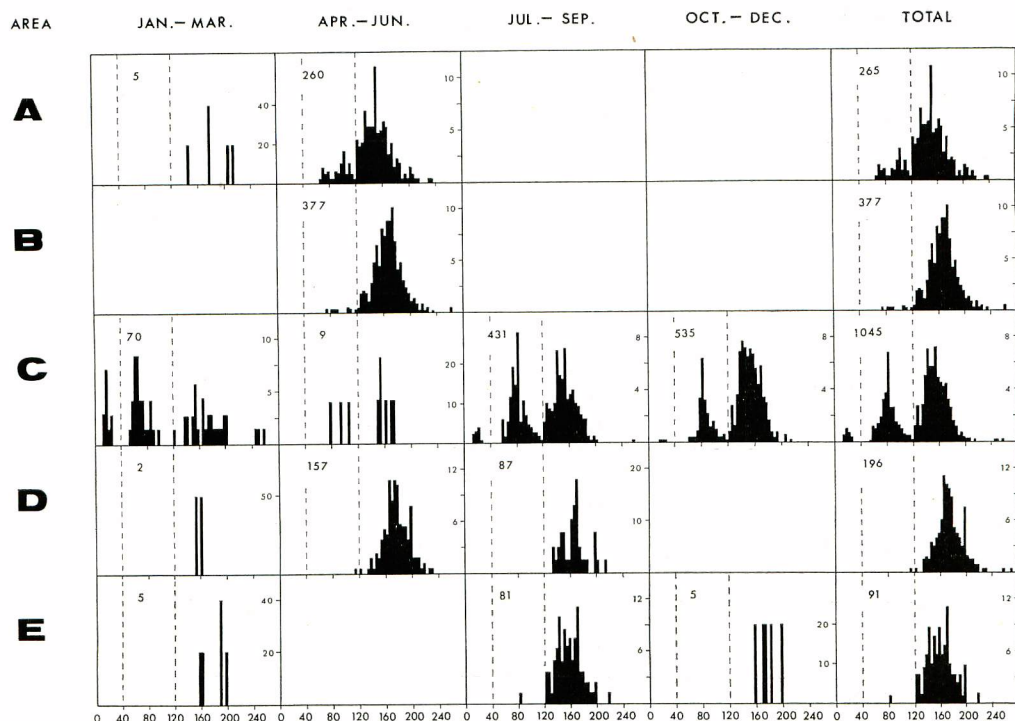 AREA JAN.– MAR. APR.–JUN. JUL.– SEP. OCT.– DEC. TOTAL
A 5 260 265
40 10 10
20 5 5
B 377 377
10 10
5 5
C 70 9 431 535 1045
10 20 8 8
5 10 4 4
D 2 157 87 196
50 12 12 20 12
6 6 10 6
E 5 81 5 91
40 12 12 20
20 6 6 10
0 40 80 120 160 200 240 0 40 80 120 160 200 240 0 40 80 120 160 200 240 0 40 80 120 160 200 240 0 40 80 120 160 200 240